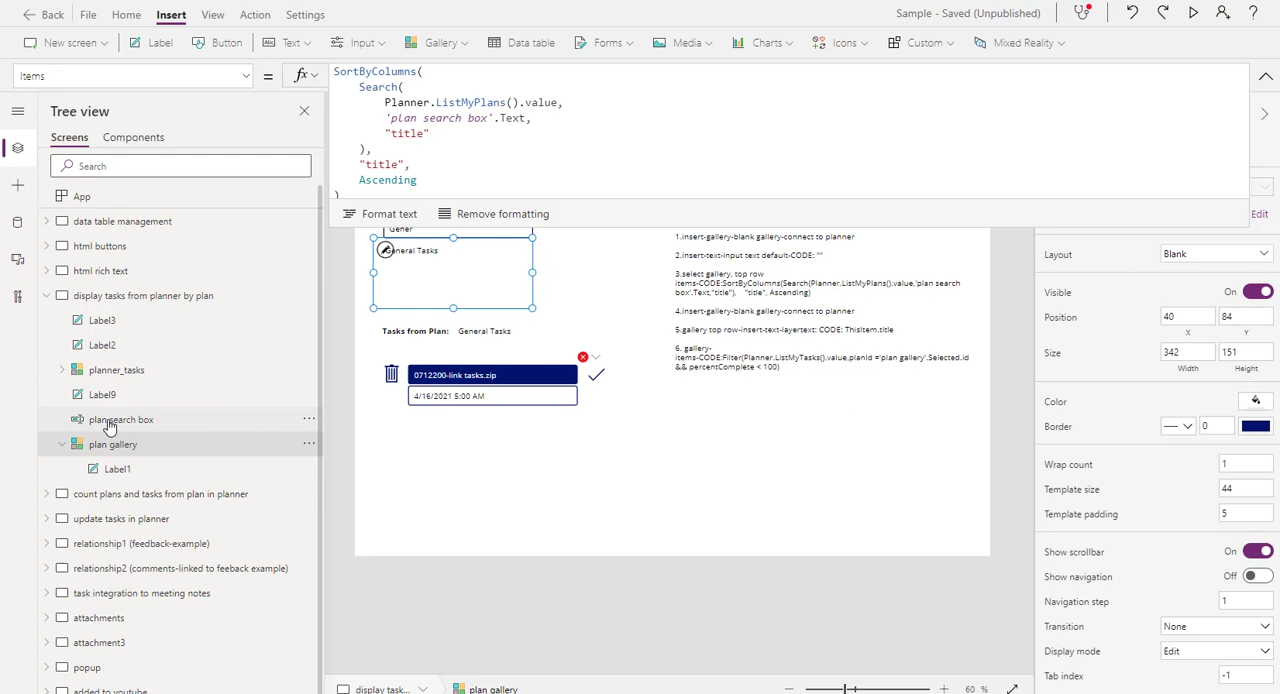 Back File Home Insert View Action Settings Sample - Saved (Unpublished)
New screen Label Button Text Input Gallery Data table Forms Media Charts Icons Custom Mixed Reality
Items = fx
SortByColumns(
Search(
Planner.ListMyPlans().value,
'plan search box'.Text,
"title"
),
"title",
Ascending
)
Format text Remove formatting
Tree view
Screens Components
Search
App
data table management
html buttons
html rich text
display tasks from planner by plan
Label3
Label2
planner_tasks
Label9
plan search box
plan gallery
Label1
count plans and tasks from plan in planner
update tasks in planner
relationship1 (feedback-example)
relationship2 (comments-linked to feeback example)
task integration to meeting notes
attachments
attachment3
popup
added to youtube
Gener
General Tasks
Tasks from Plan: General Tasks
0712200-link tasks.zip
4/16/2021 5:00 AM
1.insert-gallery-blank gallery-connect to planner
2.insert-text-input text default-CODE: ""
3.select gallery, top row
items-CODE:SortByColumns(Search(Planner.ListMyPlans().value,'plan search
box'.Text,"title"), "title", Ascending)
4.insert-gallery-blank gallery-connect to planner
5.gallery top row-insert-text-layertext: CODE: ThisItem.title
6. gallery-
items-CODE:Filter(Planner.ListMyTasks().value,planId ='plan gallery'.Selected.id
&& percentComplete < 100)
Edit
Layout Blank
Visible On
Position 40 84
X Y
Size 342 151
Width Height
Color
Border 0
Wrap count 1
Template size 44
Template padding 5
Show scrollbar On
Show navigation Off
Navigation step 1
Transition None
Display mode Edit
Tab index -1
display task... plan gallery 60 %